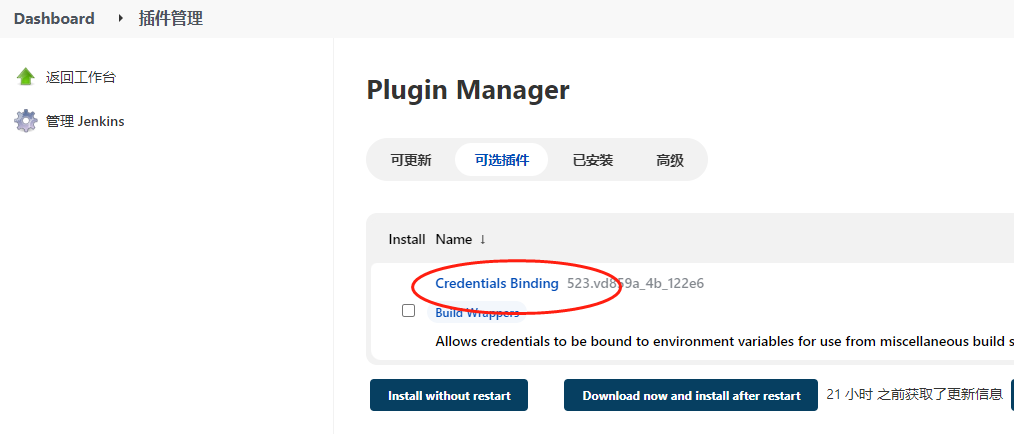 Dashboard 插件管理
返回工作台
管理 Jenkins
Plugin Manager
可更新 可选插件 已安装 高级
Install Name ↓
Credentials Binding 523.vd859a_4b_122e6
Build Wrappers
Allows credentials to be bound to environment variables for use from miscellaneous build s
Install without restart Download now and install after restart 21 小时 之前获取了更新信息